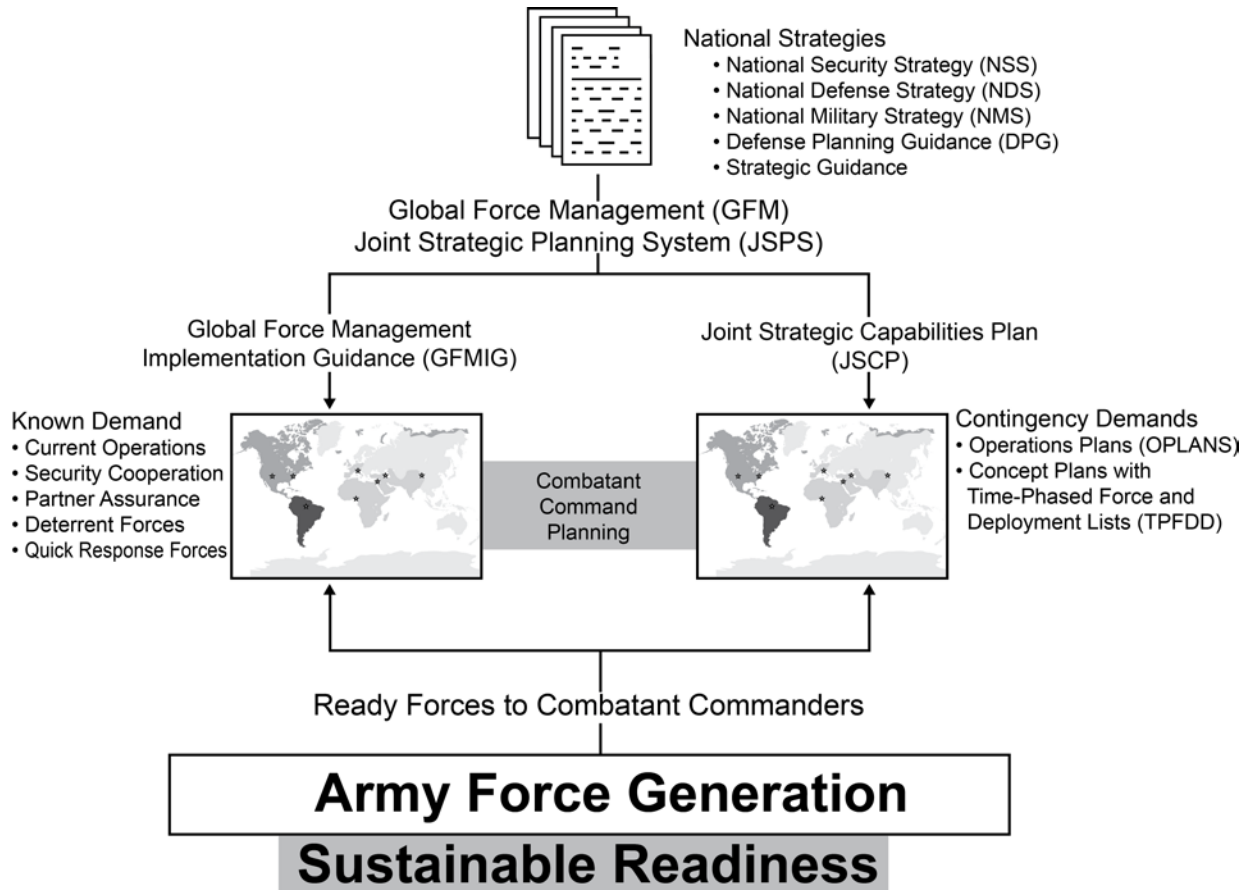 National Strategies
• National Security Strategy (NSS)
• National Defense Strategy (NDS)
• National Military Strategy (NMS)
• Defense Planning Guidance (DPG)
• Strategic Guidance
Global Force Management (GFM)
Joint Strategic Planning System (JSPS)
Global Force Management
Implementation Guidance (GFMIG)
Joint Strategic Capabilities Plan
(JSCP)
Known Demand
• Current Operations
• Security Cooperation
• Partner Assurance
• Deterrent Forces
• Quick Response Forces
Combatant
Command
Planning
Contingency Demands
• Operations Plans (OPLANS)
• Concept Plans with
Time-Phased Force and
Deployment Lists (TPFDD)
Ready Forces to Combatant Commanders
Army Force Generation
Sustainable Readiness